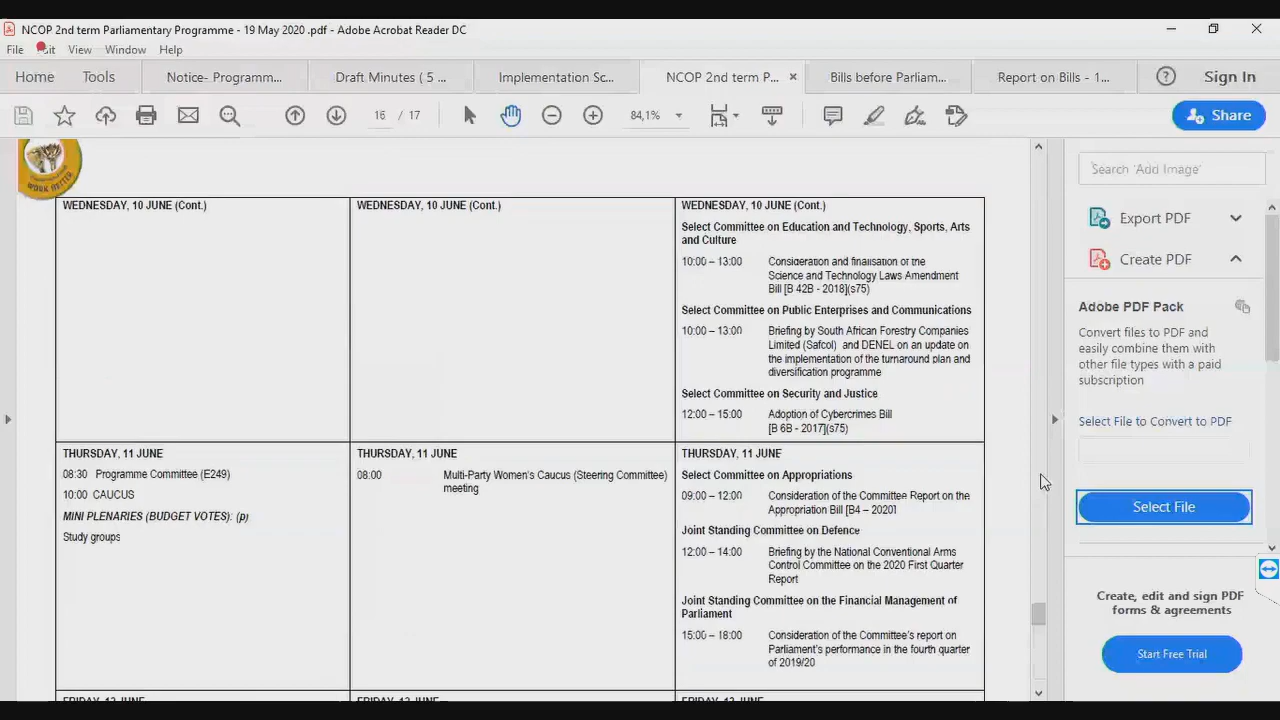 NCOP 2nd term Parliamentary Programme - 19 May 2020 .pdf - Adobe Acrobat Reader DC
File Edit View Window Help
Home Tools Notice- Programm... Draft Minutes ( 5 ... Implementation Sc... NCOP 2nd term P... Bills before Parliam... Report on Bills - 1... Sign In
16 / 17 84,1% Share
WORK BETTER
WEDNESDAY, 10 JUNE (Cont.)
WEDNESDAY, 10 JUNE (Cont.)
WEDNESDAY, 10 JUNE (Cont.)
Select Committee on Education and Technology, Sports, Arts
and Culture
10:00 – 13:00 Consideration and finalisation of the
Science and Technology Laws Amendment
Bill [B 42B - 2018](s75)
Select Committee on Public Enterprises and Communications
10:00 – 13:00 Briefing by South African Forestry Companies
Limited (Safcol) and DENEL on an update on
the implementation of the turnaround plan and
diversification programme
Select Committee on Security and Justice
12:00 – 15:00 Adoption of Cybercrimes Bill
[B 6B - 2017](s75)
THURSDAY, 11 JUNE
08:30 Programme Committee (E249)
10:00 CAUCUS
MINI PLENARIES (BUDGET VOTES): (p)
Study groups
THURSDAY, 11 JUNE
08:00 Multi-Party Women's Caucus (Steering Committee)
meeting
THURSDAY, 11 JUNE
Select Committee on Appropriations
09:00 – 12:00 Consideration of the Committee Report on the
Appropriation Bill [B4 – 2020]
Joint Standing Committee on Defence
12:00 – 14:00 Briefing by the National Conventional Arms
Control Committee on the 2020 First Quarter
Report
Joint Standing Committee on the Financial Management of
Parliament
15:00 – 18:00 Consideration of the Committee's report on
Parliament's performance in the fourth quarter
of 2019/20
Search 'Add Image'
Export PDF
Create PDF
Adobe PDF Pack
Convert files to PDF and
easily combine them with
other file types with a paid
subscription
Select File to Convert to PDF
Select File
Create, edit and sign PDF
forms & agreements
Start Free Trial